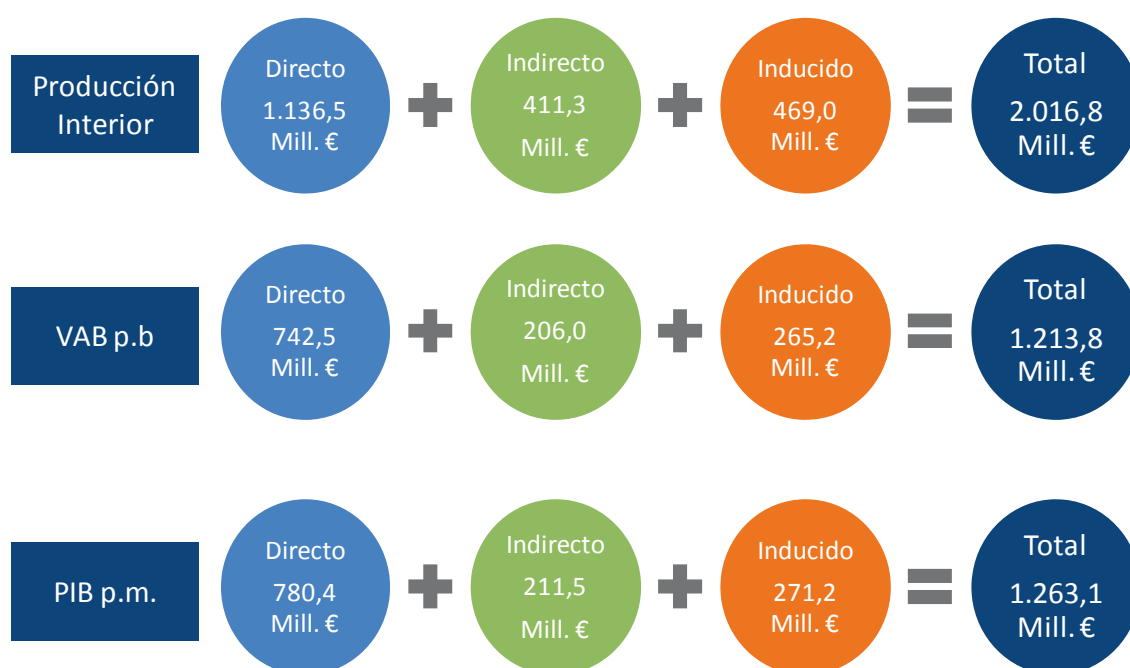 Producción
Interior
Directo
1.136,5
Mill. €
Indirecto
411,3
Mill. €
Inducido
469,0
Mill. €
Total
2.016,8
Mill. €
VAB p.b
Directo
742,5
Mill. €
Indirecto
206,0
Mill. €
Inducido
265,2
Mill. €
Total
1.213,8
Mill. €
PIB p.m.
Directo
780,4
Mill. €
Indirecto
211,5
Mill. €
Inducido
271,2
Mill. €
Total
1.263,1
Mill. €